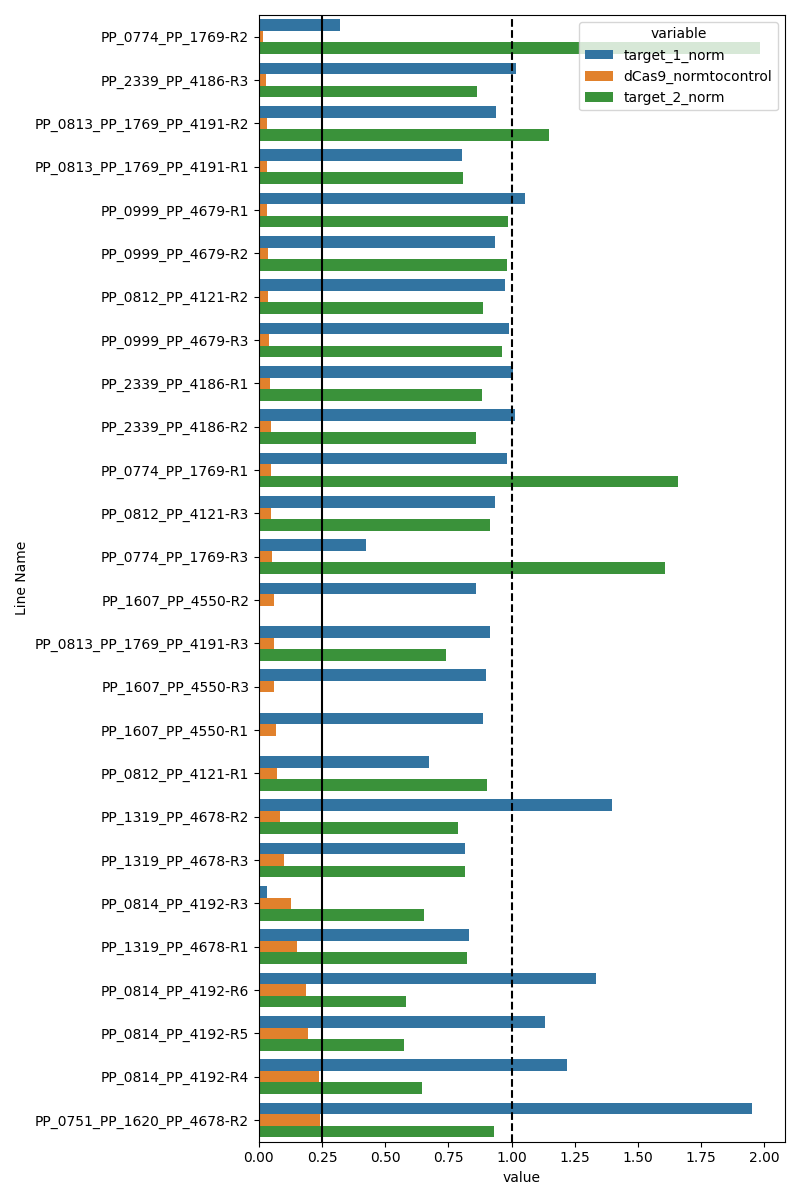 variable
target_1_norm
dCas9_normtocontrol
target_2_norm
PP_0774_PP_1769-R2
PP_2339_PP_4186-R3
PP_0813_PP_1769_PP_4191-R2
PP_0813_PP_1769_PP_4191-R1
PP_0999_PP_4679-R1
PP_0999_PP_4679-R2
PP_0812_PP_4121-R2
PP_0999_PP_4679-R3
PP_2339_PP_4186-R1
PP_2339_PP_4186-R2
PP_0774_PP_1769-R1
PP_0812_PP_4121-R3
PP_0774_PP_1769-R3
PP_1607_PP_4550-R2
PP_0813_PP_1769_PP_4191-R3
PP_1607_PP_4550-R3
PP_1607_PP_4550-R1
PP_0812_PP_4121-R1
PP_1319_PP_4678-R2
PP_1319_PP_4678-R3
PP_0814_PP_4192-R3
PP_1319_PP_4678-R1
PP_0814_PP_4192-R6
PP_0814_PP_4192-R5
PP_0814_PP_4192-R4
PP_0751_PP_1620_PP_4678-R2
Line Name
0.00 0.25 0.50 0.75 1.00 1.25 1.50 1.75 2.00
value